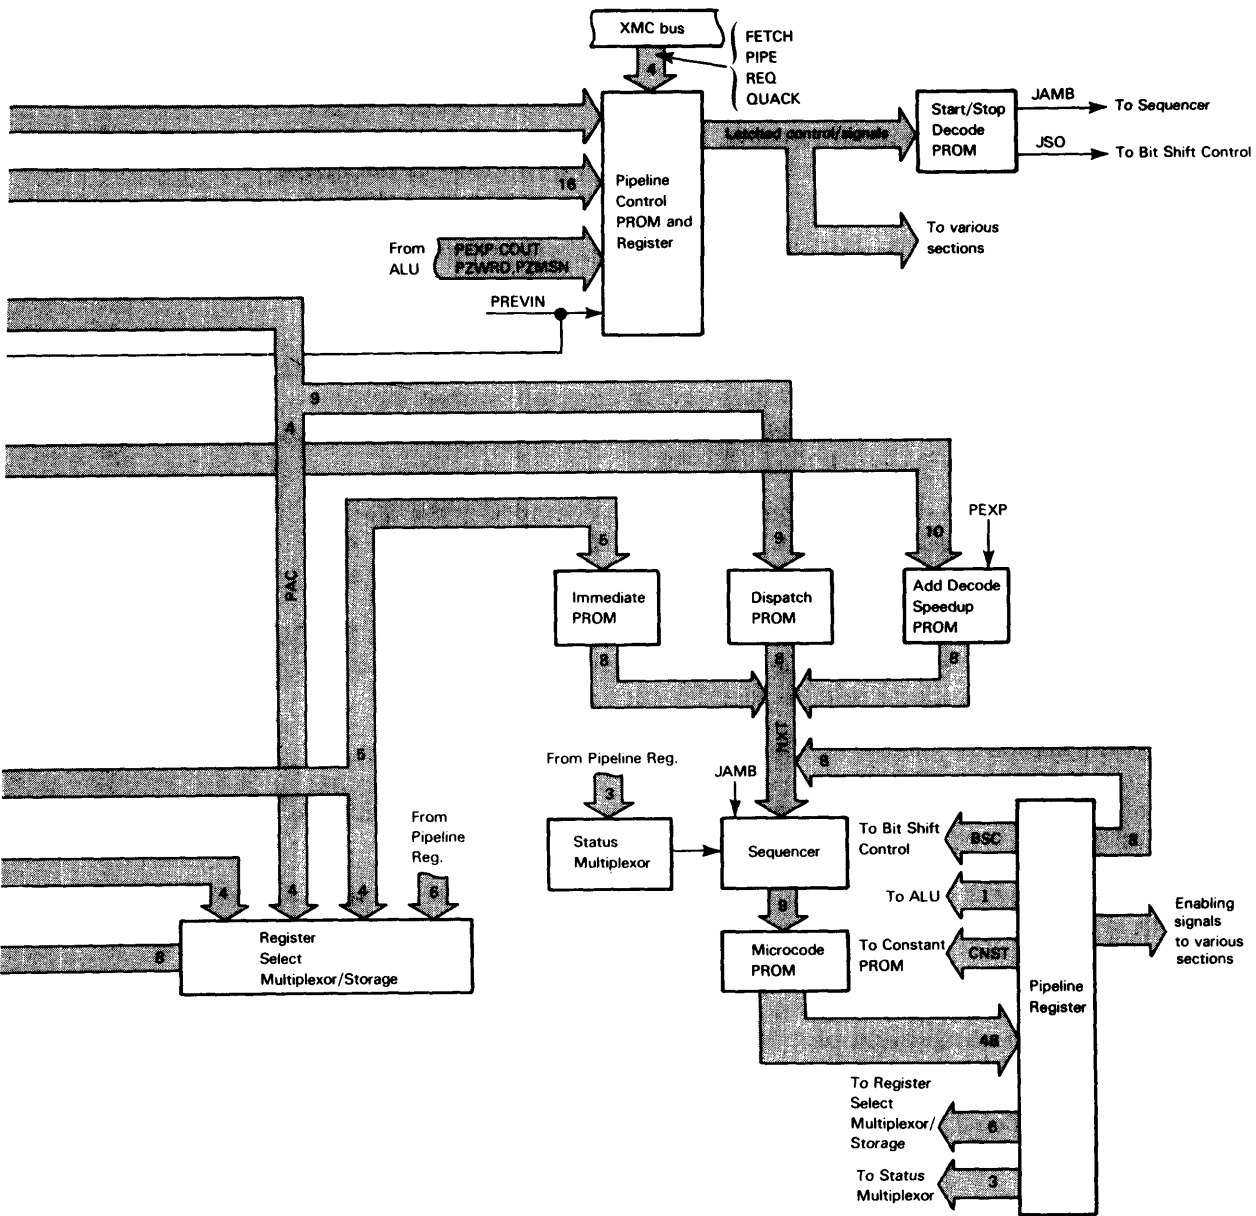 XMC bus
FETCH
PIPE
REQ
QUACK
4
Latched control/signals
Start/Stop
Decode
PROM
JAMB
To Sequencer
JSO
To Bit Shift Control
16
Pipeline
Control
PROM and
Register
From
ALU
PEXP COUT
PZWRD,PZMSN
To various
sections
PREVIN
9
4
PAC
5
9
10
PEXP
Immediate
PROM
Dispatch
PROM
Add Decode
Speedup
PROM
8
8
8
NXT
5
8
From Pipeline Reg.
3
JAMB
Status
Multiplexor
Sequencer
From
Pipeline
Reg.
4
4
4
6
Register
Select
Multiplexor/Storage
8
9
Microcode
PROM
48
To Bit Shift
Control
BSC
8
To ALU
1
To Constant
PROM
CNST
Enabling
signals
to various
sections
Pipeline
Register
To Register
Select
Multiplexor/
Storage
6
To Status
Multiplexor
3